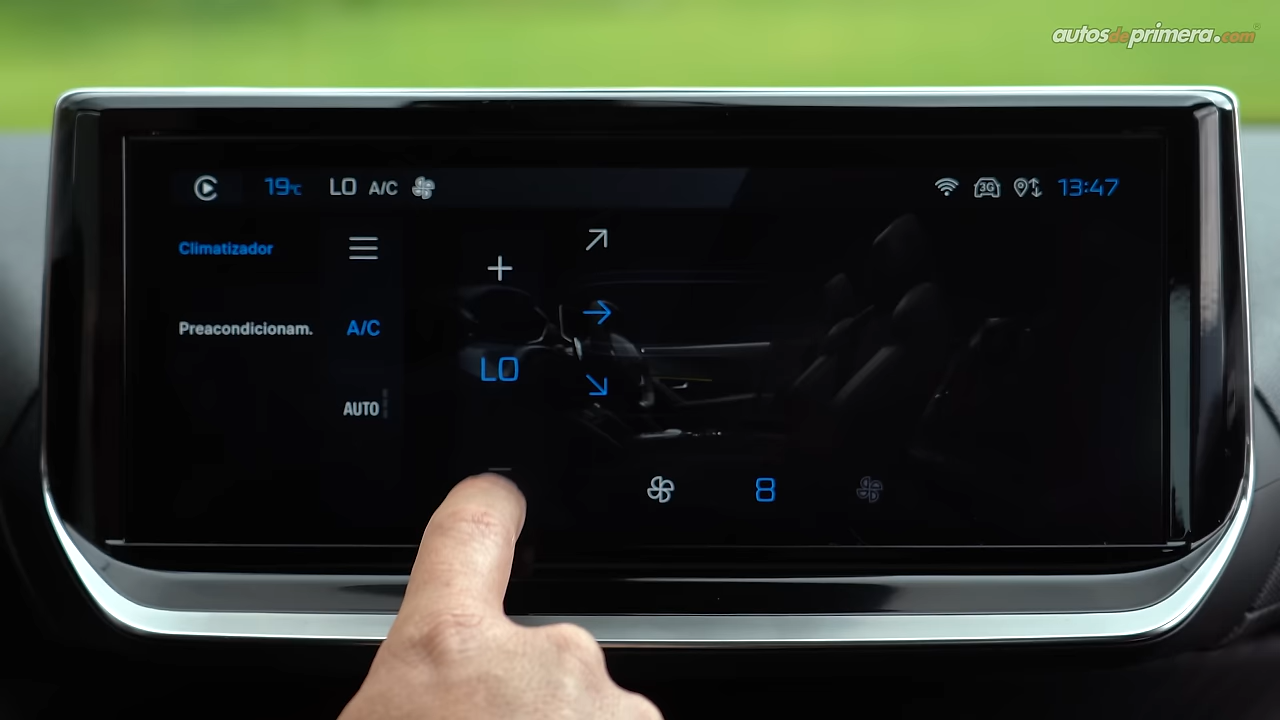 autosdeprimera.com
19°C LO A/C
3G 13:47
Climatizador
Preacondicionam.
A/C
LO
AUTO
8